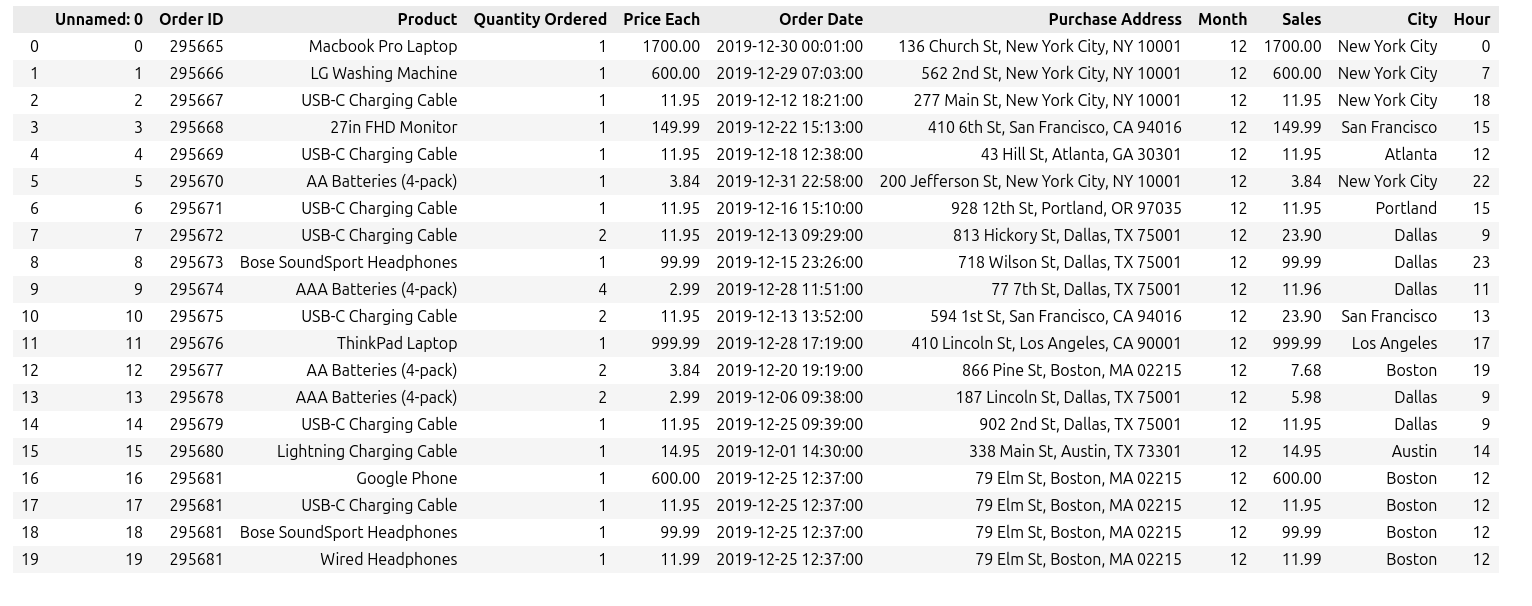 Unnamed: 0 Order ID Product Quantity Ordered Price Each Order Date Purchase Address Month Sales City Hour
0 0 295665 Macbook Pro Laptop 1 1700.00 2019-12-30 00:01:00 136 Church St, New York City, NY 10001 12 1700.00 New York City 0
1 1 295666 LG Washing Machine 1 600.00 2019-12-29 07:03:00 562 2nd St, New York City, NY 10001 12 600.00 New York City 7
2 2 295667 USB-C Charging Cable 1 11.95 2019-12-12 18:21:00 277 Main St, New York City, NY 10001 12 11.95 New York City 18
3 3 295668 27in FHD Monitor 1 149.99 2019-12-22 15:13:00 410 6th St, San Francisco, CA 94016 12 149.99 San Francisco 15
4 4 295669 USB-C Charging Cable 1 11.95 2019-12-18 12:38:00 43 Hill St, Atlanta, GA 30301 12 11.95 Atlanta 12
5 5 295670 AA Batteries (4-pack) 1 3.84 2019-12-31 22:58:00 200 Jefferson St, New York City, NY 10001 12 3.84 New York City 22
6 6 295671 USB-C Charging Cable 1 11.95 2019-12-16 15:10:00 928 12th St, Portland, OR 97035 12 11.95 Portland 15
7 7 295672 USB-C Charging Cable 2 11.95 2019-12-13 09:29:00 813 Hickory St, Dallas, TX 75001 12 23.90 Dallas 9
8 8 295673 Bose SoundSport Headphones 1 99.99 2019-12-15 23:26:00 718 Wilson St, Dallas, TX 75001 12 99.99 Dallas 23
9 9 295674 AAA Batteries (4-pack) 4 2.99 2019-12-28 11:51:00 77 7th St, Dallas, TX 75001 12 11.96 Dallas 11
10 10 295675 USB-C Charging Cable 2 11.95 2019-12-13 13:52:00 594 1st St, San Francisco, CA 94016 12 23.90 San Francisco 13
11 11 295676 ThinkPad Laptop 1 999.99 2019-12-28 17:19:00 410 Lincoln St, Los Angeles, CA 90001 12 999.99 Los Angeles 17
12 12 295677 AA Batteries (4-pack) 2 3.84 2019-12-20 19:19:00 866 Pine St, Boston, MA 02215 12 7.68 Boston 19
13 13 295678 AAA Batteries (4-pack) 2 2.99 2019-12-06 09:38:00 187 Lincoln St, Dallas, TX 75001 12 5.98 Dallas 9
14 14 295679 USB-C Charging Cable 1 11.95 2019-12-25 09:39:00 902 2nd St, Dallas, TX 75001 12 11.95 Dallas 9
15 15 295680 Lightning Charging Cable 1 14.95 2019-12-01 14:30:00 338 Main St, Austin, TX 73301 12 14.95 Austin 14
16 16 295681 Google Phone 1 600.00 2019-12-25 12:37:00 79 Elm St, Boston, MA 02215 12 600.00 Boston 12
17 17 295681 USB-C Charging Cable 1 11.95 2019-12-25 12:37:00 79 Elm St, Boston, MA 02215 12 11.95 Boston 12
18 18 295681 Bose SoundSport Headphones 1 99.99 2019-12-25 12:37:00 79 Elm St, Boston, MA 02215 12 99.99 Boston 12
19 19 295681 Wired Headphones 1 11.99 2019-12-25 12:37:00 79 Elm St, Boston, MA 02215 12 11.99 Boston 12